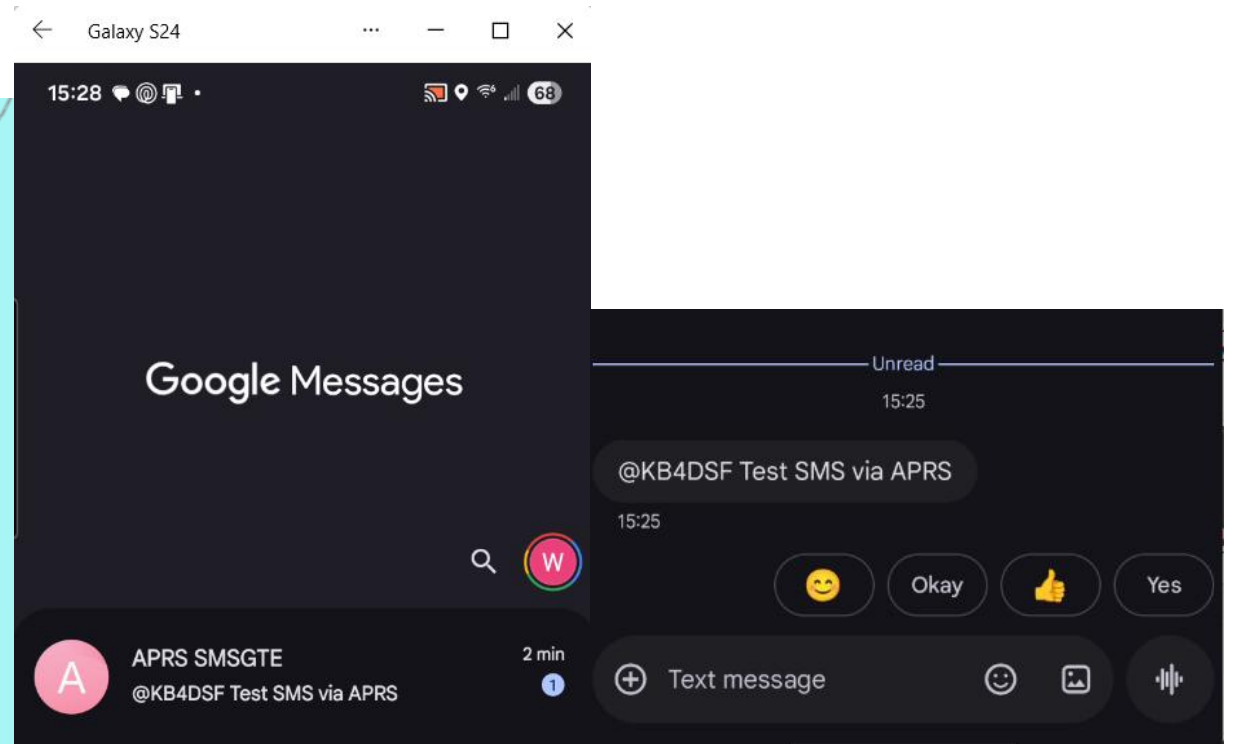 Galaxy S24
15:28
68
Google Messages
W
A
APRS SMSGTE
2 min
@KB4DSF Test SMS via APRS
1
Unread
15:25
@KB4DSF Test SMS via APRS
15:25
Okay
Yes
Text message